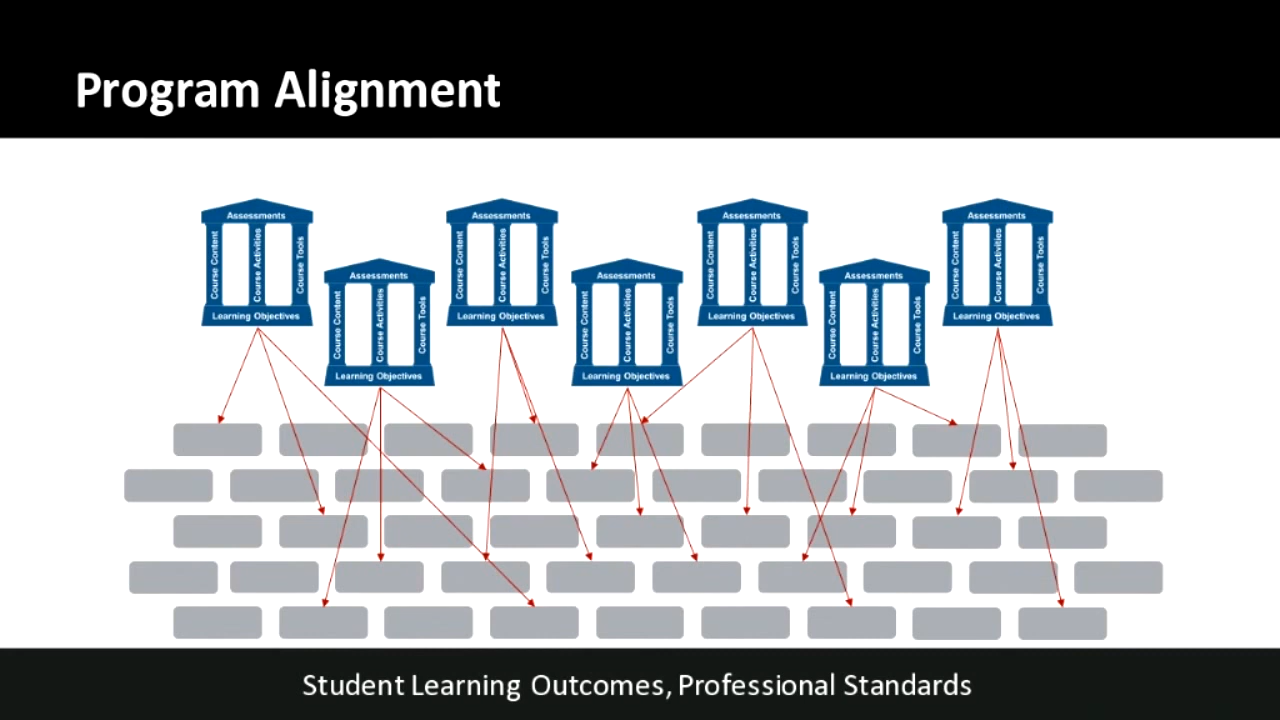 Program Alignment
Assessments
Course Content
Course Activities
Course Tools
Learning Objectives
Assessments
Course Content
Course Activities
Course Tools
Learning Objectives
Assessments
Course Content
Course Activities
Course Tools
Learning Objectives
Assessments
Course Content
Course Activities
Course Tools
Learning Objectives
Assessments
Course Content
Course Activities
Course Tools
Learning Objectives
Assessments
Course Content
Course Activities
Course Tools
Learning Objectives
Assessments
Course Content
Course Activities
Course Tools
Learning Objectives
Student Learning Outcomes, Professional Standards